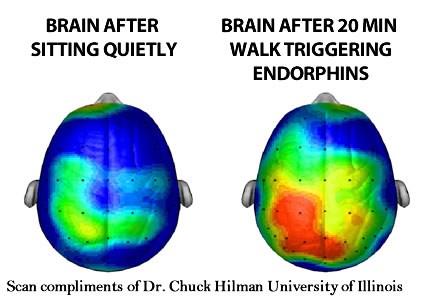 BRAIN AFTER
SITTING QUIETLY
BRAIN AFTER 20 MIN
WALK TRIGGERING
ENDORPHINS
Scan compliments of Dr. Chuck Hilman University of Illinois